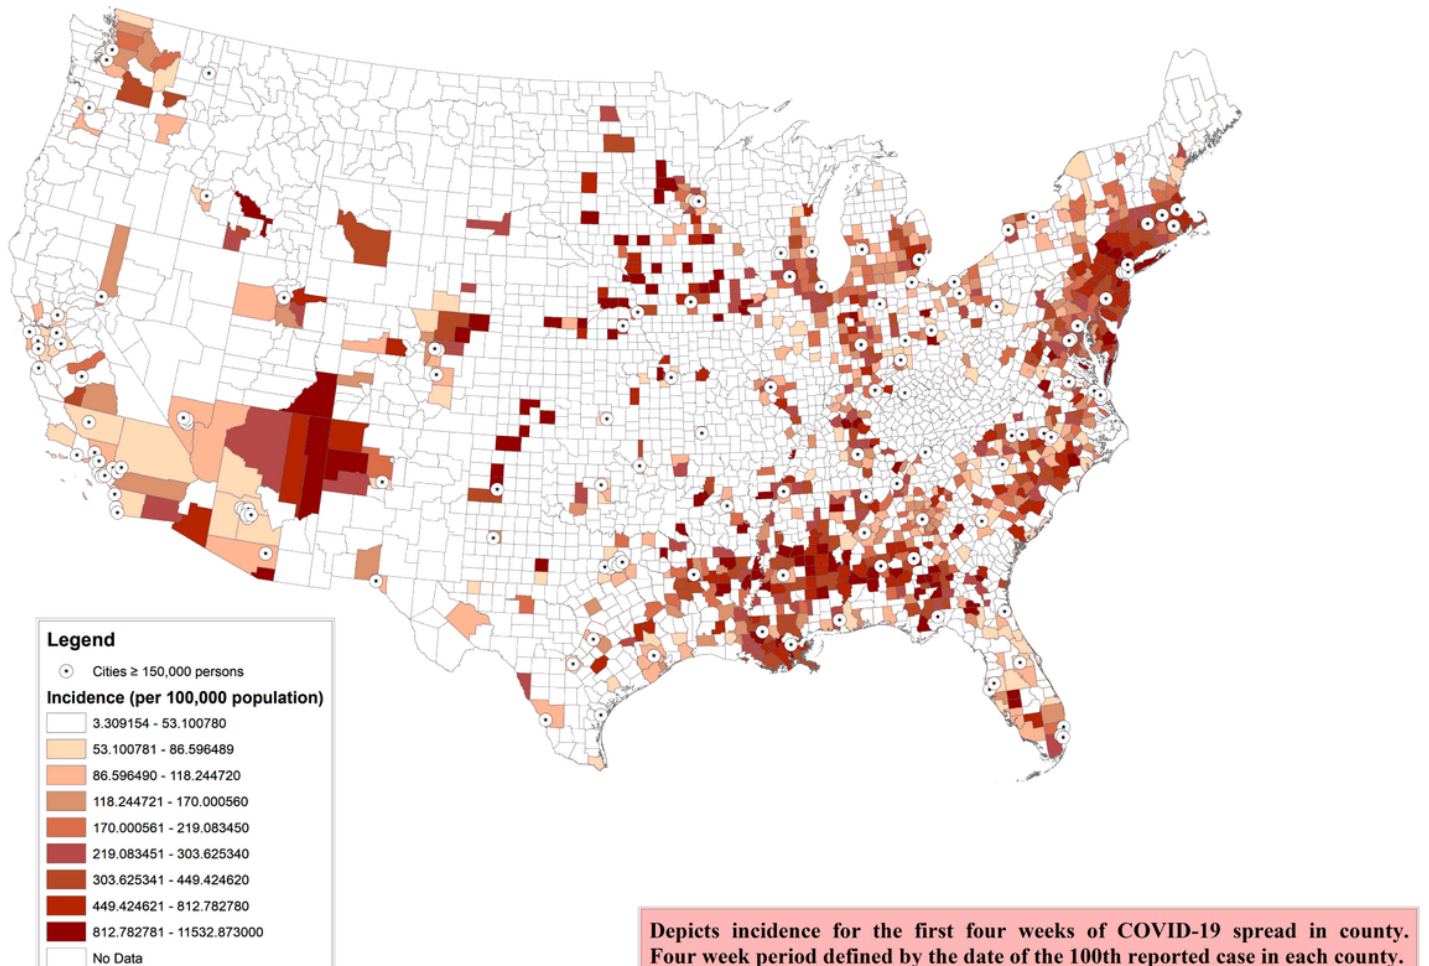 Legend
Cities ≥ 150,000 persons
Incidence (per 100,000 population)
3.309154 - 53.100780
53.100781 - 86.596489
86.596490 - 118.244720
118.244721 - 170.000560
170.000561 - 219.083450
219.083451 - 303.625340
303.625341 - 449.424620
449.424621 - 812.782780
812.782781 - 11532.873000
No Data
Depicts incidence for the first four weeks of COVID-19 spread in county.
Four week period defined by the date of the 100th reported case in each county.